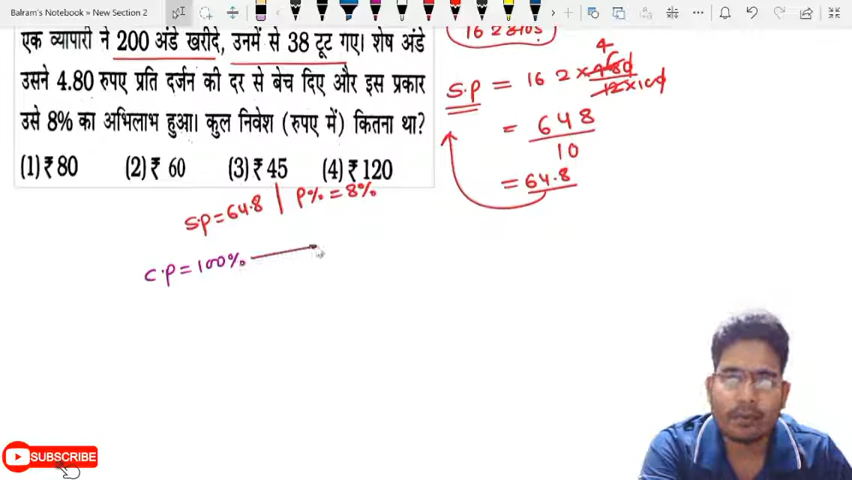 Balram's Notebook » New Section 2
एक व्यापारी ने 200 अंडे खरीदे, उनमें से 38 टूट गए। शेष अंडे
उसने 4.80 रुपए प्रति दर्जन की दर से बेच दिए और इस प्रकार
उसे 8% का अभिलाभ हुआ। कुल निवेश (रुपए में) कितना था?
(1) ₹ 80 (2) ₹ 60 (3) ₹ 45 (4) ₹ 120
S.P = 64.8 | P% = 8%
C.P = 100%
4
S.P = 162 × 480
12 × 100
= 648
10
= 64.8
SUBSCRIBE